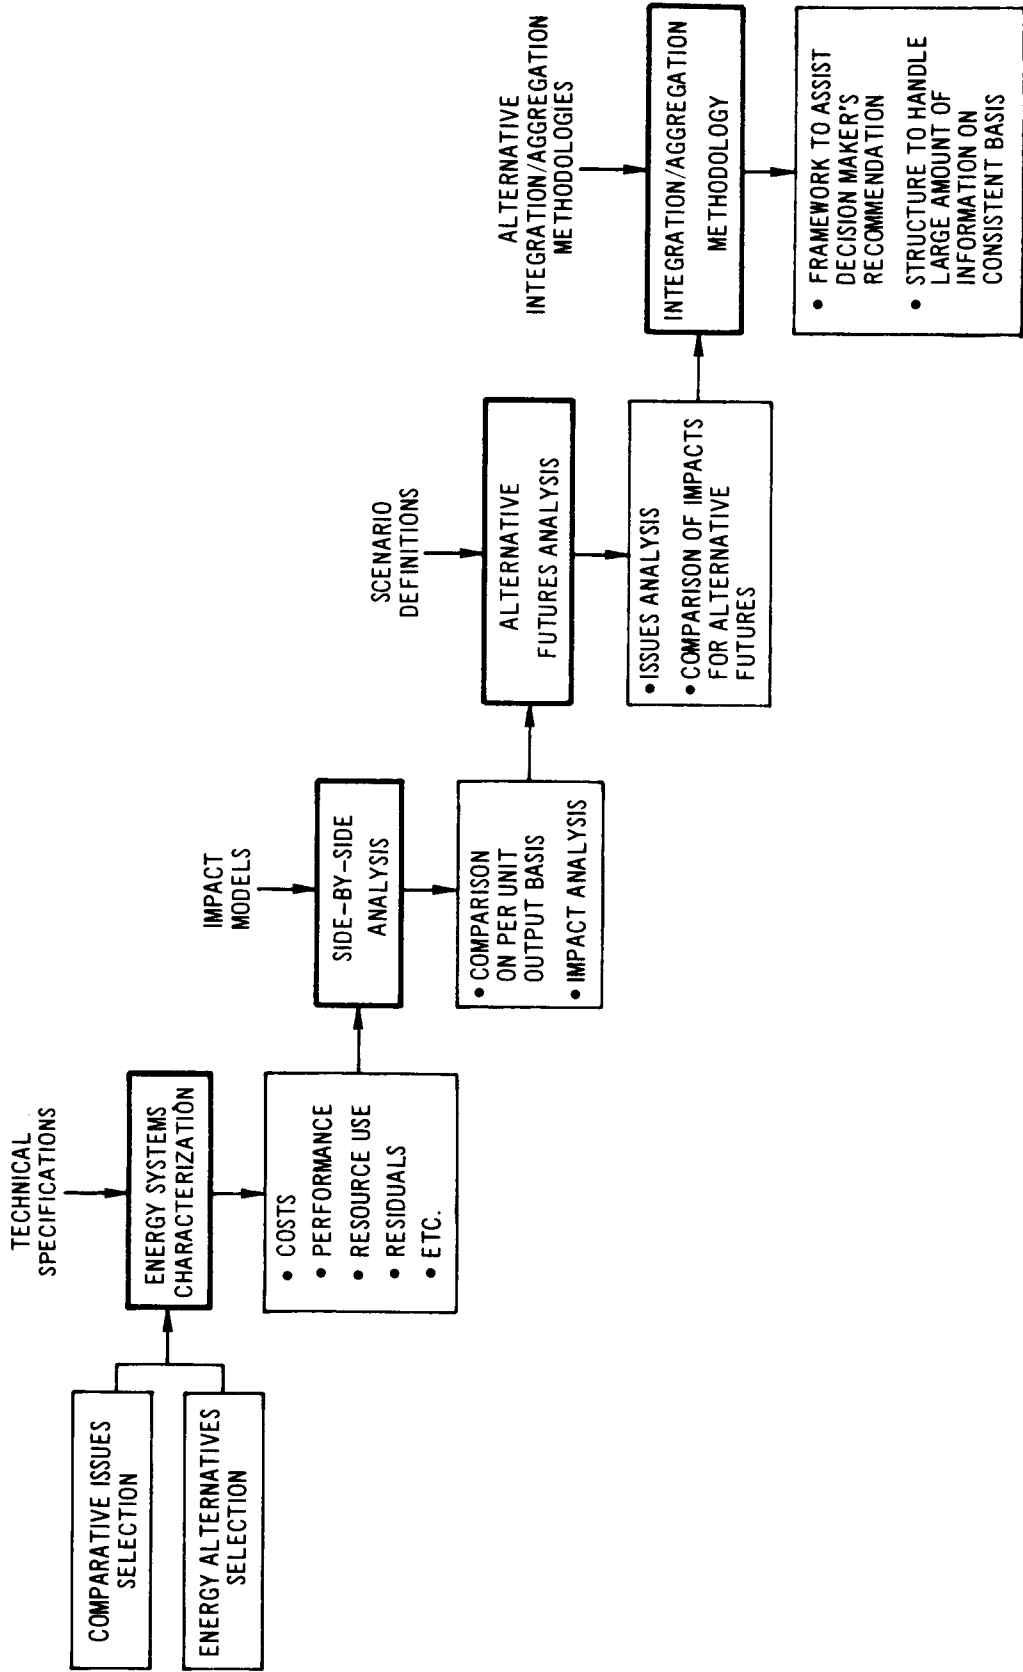 COMPARATIVE ISSUES
SELECTION
ENERGY ALTERNATIVES
SELECTION
TECHNICAL
SPECIFICATIONS
ENERGY SYSTEMS
CHARACTERIZATION
• COSTS
• PERFORMANCE
• RESOURCE USE
• RESIDUALS
• ETC.
IMPACT
MODELS
SIDE-BY-SIDE
ANALYSIS
• COMPARISON
ON PER UNIT
OUTPUT BASIS
• IMPACT ANALYSIS
SCENARIO
DEFINITIONS
ALTERNATIVE
FUTURES ANALYSIS
• ISSUES ANALYSIS
• COMPARISON OF IMPACTS
FOR ALTERNATIVE
FUTURES
ALTERNATIVE
INTEGRATION/AGGREGATION
METHODOLOGIES
INTEGRATION/AGGREGATION
METHODOLOGY
• FRAMEWORK TO ASSIST
DECISION MAKER'S
RECOMMENDATION
• STRUCTURE TO HANDLE
LARGE AMOUNT OF
INFORMATION ON
CONSISTENT BASIS